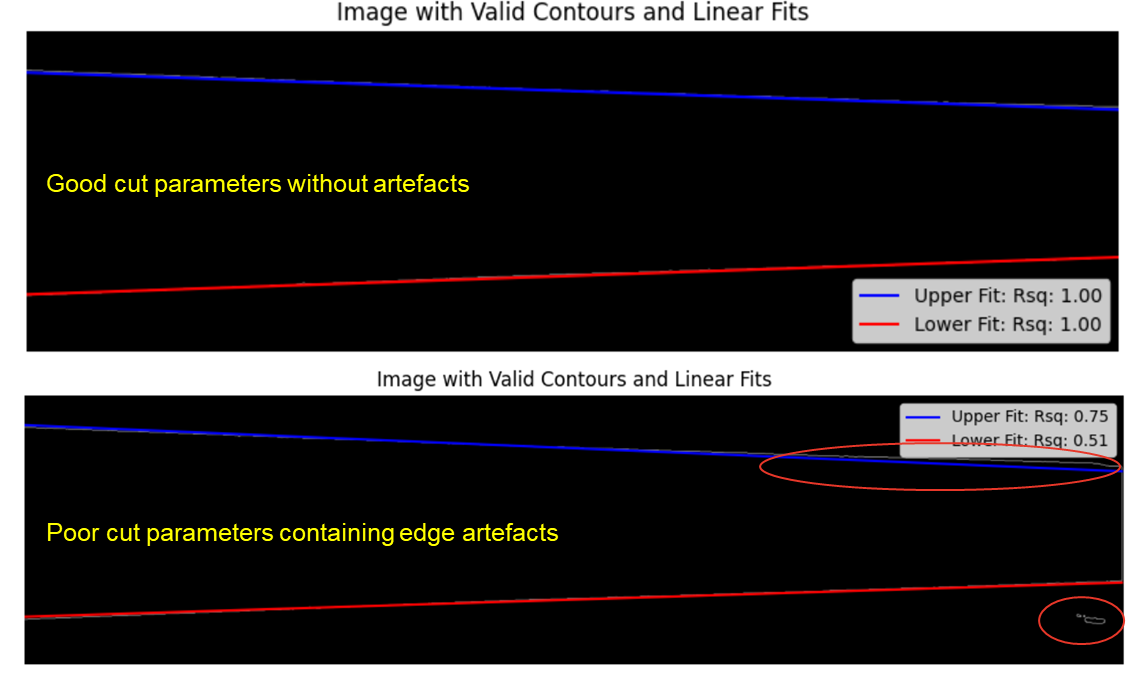 Image with Valid Contours and Linear Fits
Good cut parameters without artefacts
Upper Fit: Rsq: 1.00
Lower Fit: Rsq: 1.00
Image with Valid Contours and Linear Fits
Upper Fit: Rsq: 0.75
Lower Fit: Rsq: 0.51
Poor cut parameters containing edge artefacts